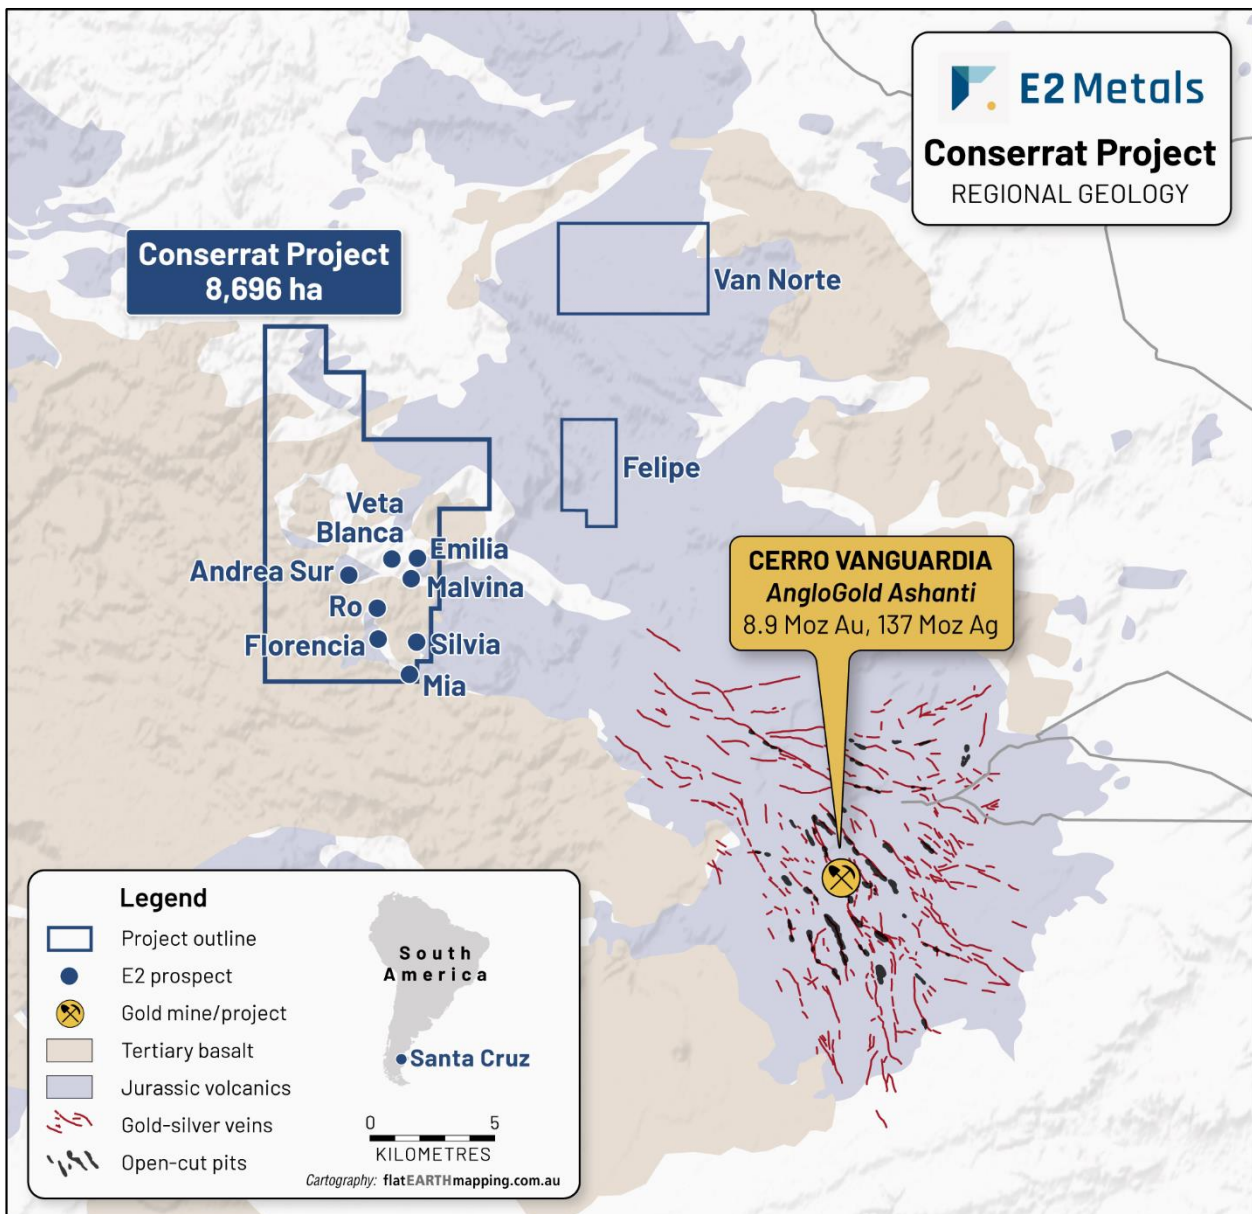 E2 Metals
Conserrat Project
REGIONAL GEOLOGY
Conserrat Project
8,696 ha
Van Norte
Felipe
Veta
Blanca
Emilia
Andrea Sur
Malvina
Ro
Florencia
Silvia
Mia
CERRO VANGUARDIA
AngloGold Ashanti
8.9 Moz Au, 137 Moz Ag
Legend
Project outline
E2 prospect
Gold mine/project
Tertiary basalt
Jurassic volcanics
Gold-silver veins
Open-cut pits
South
America
Santa Cruz
0 5
KILOMETRES
Cartography: flatEARTHmapping.com.au